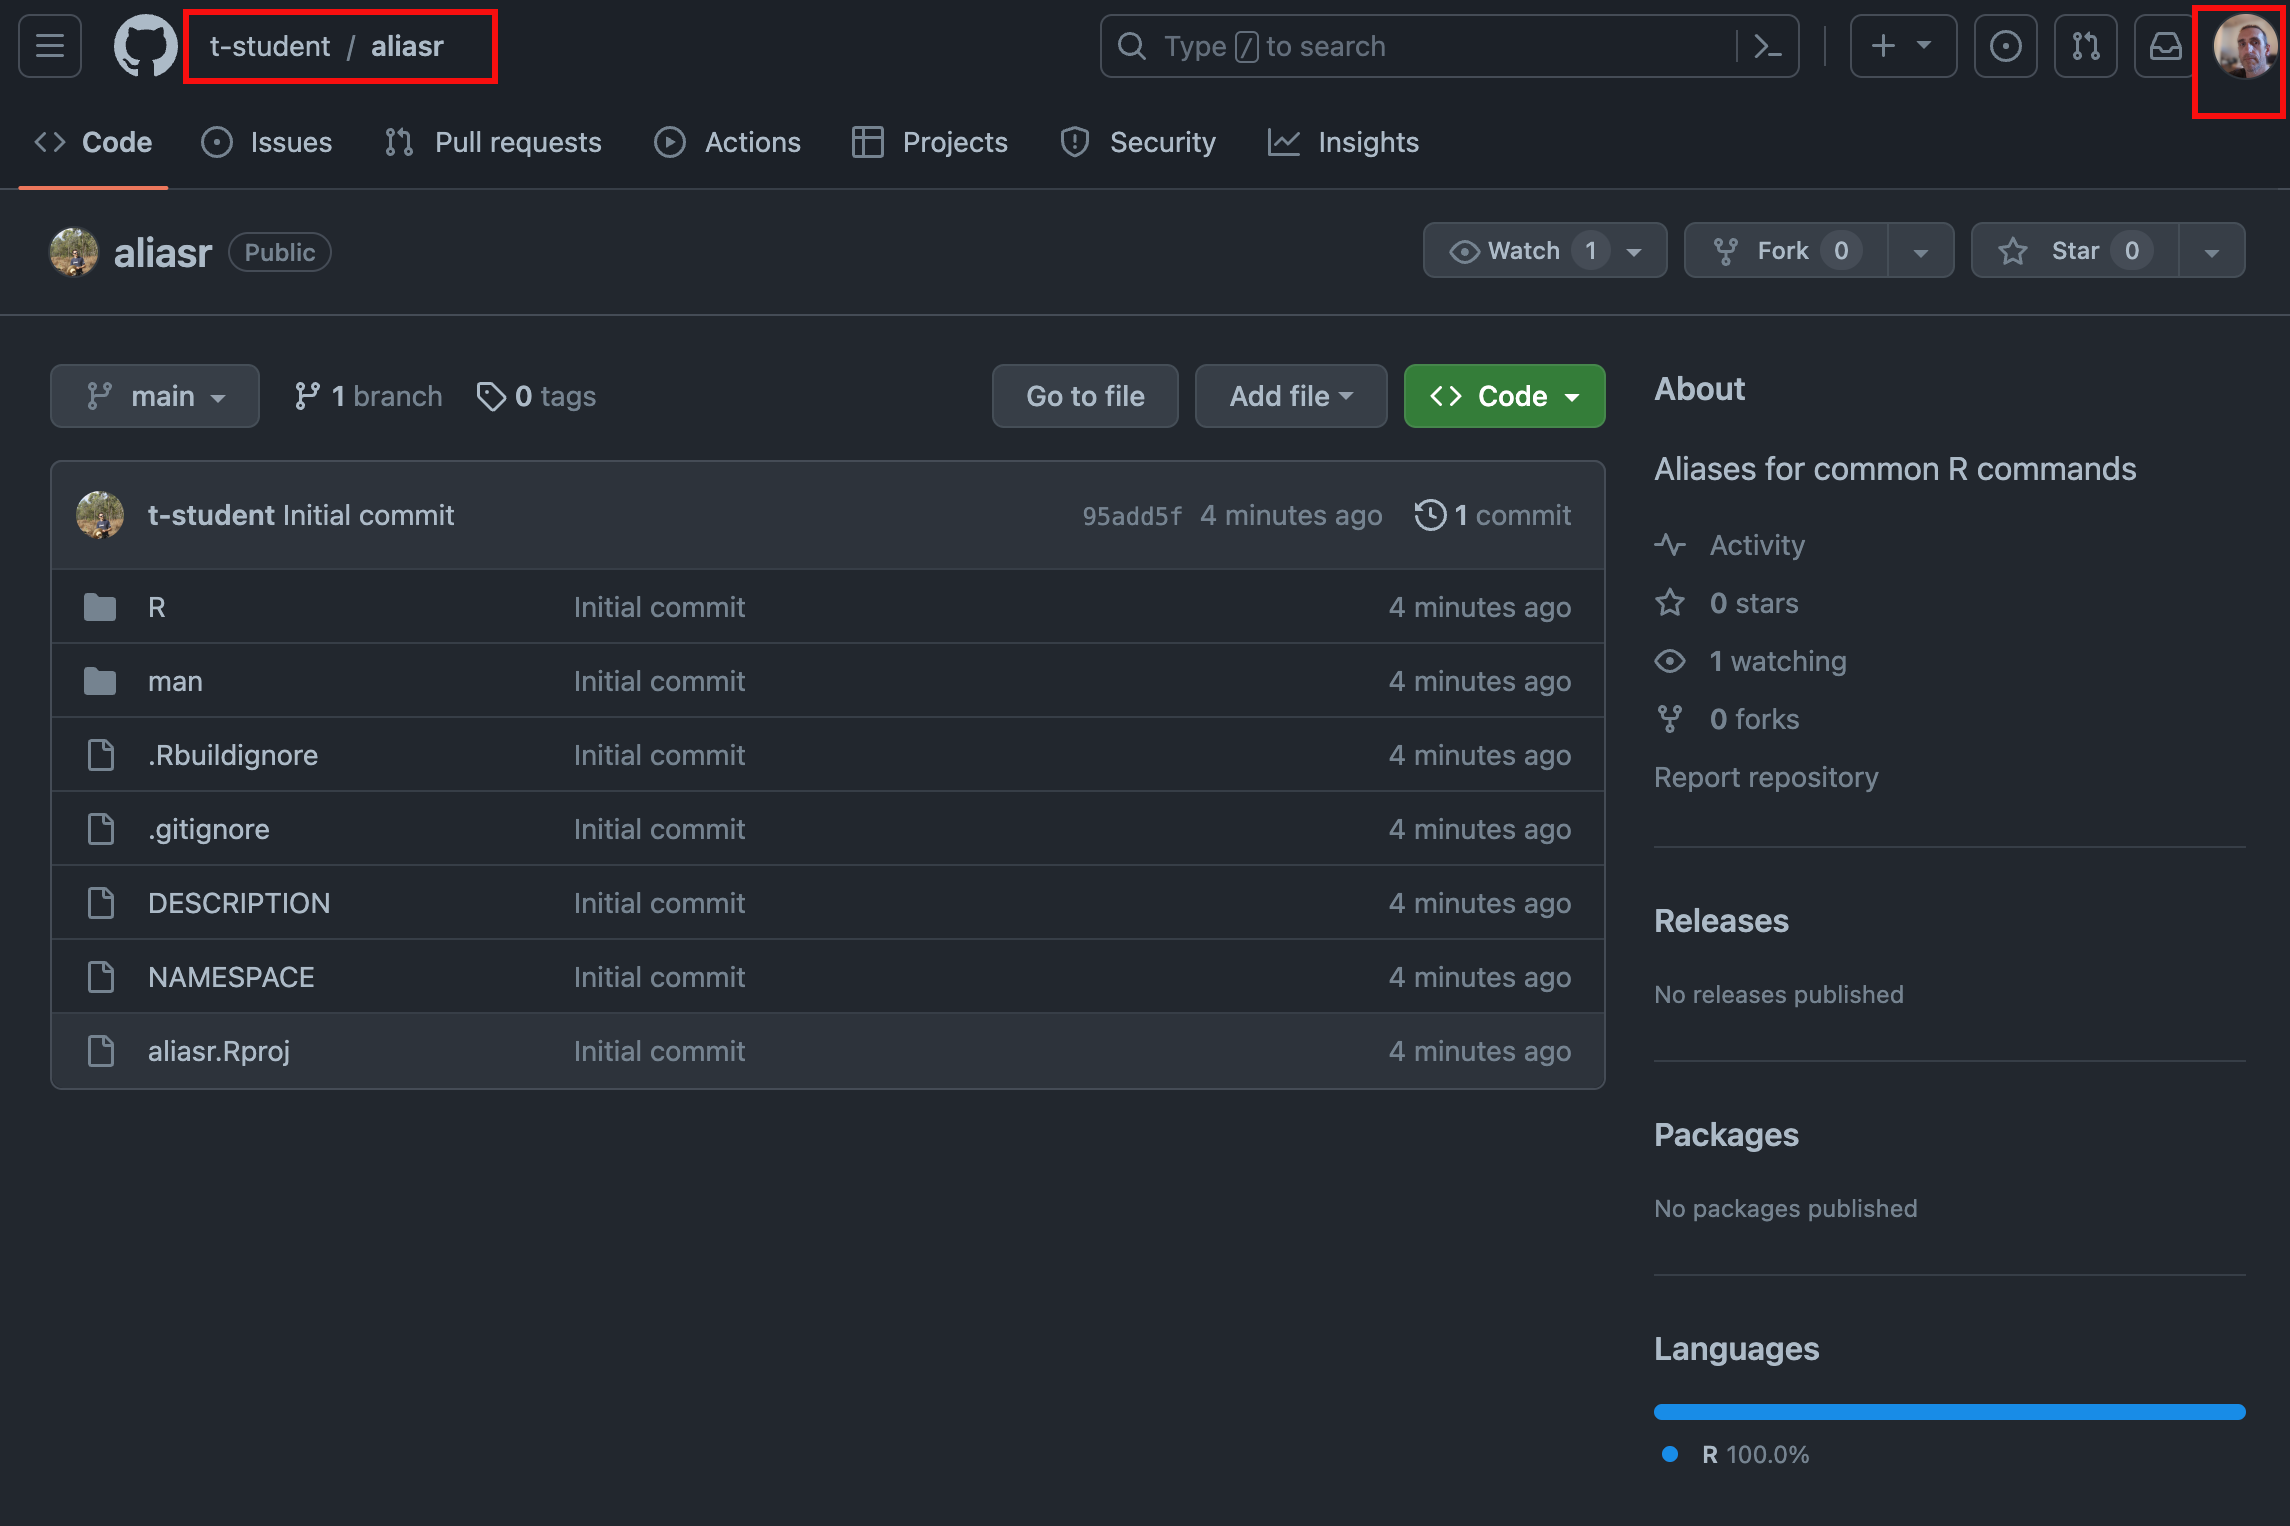 t-student / aliasr
Type / to search
Code Issues Pull requests Actions Projects Security Insights
aliasr Public
Watch 1 Fork 0 Star 0
main 1 branch 0 tags Go to file Add file Code
t-student Initial commit 95add5f 4 minutes ago 1 commit
R Initial commit 4 minutes ago
man Initial commit 4 minutes ago
.Rbuildignore Initial commit 4 minutes ago
.gitignore Initial commit 4 minutes ago
DESCRIPTION Initial commit 4 minutes ago
NAMESPACE Initial commit 4 minutes ago
aliasr.Rproj Initial commit 4 minutes ago
About
Aliases for common R commands
Activity
0 stars
1 watching
0 forks
Report repository
Releases
No releases published
Packages
No packages published
Languages
R 100.0%